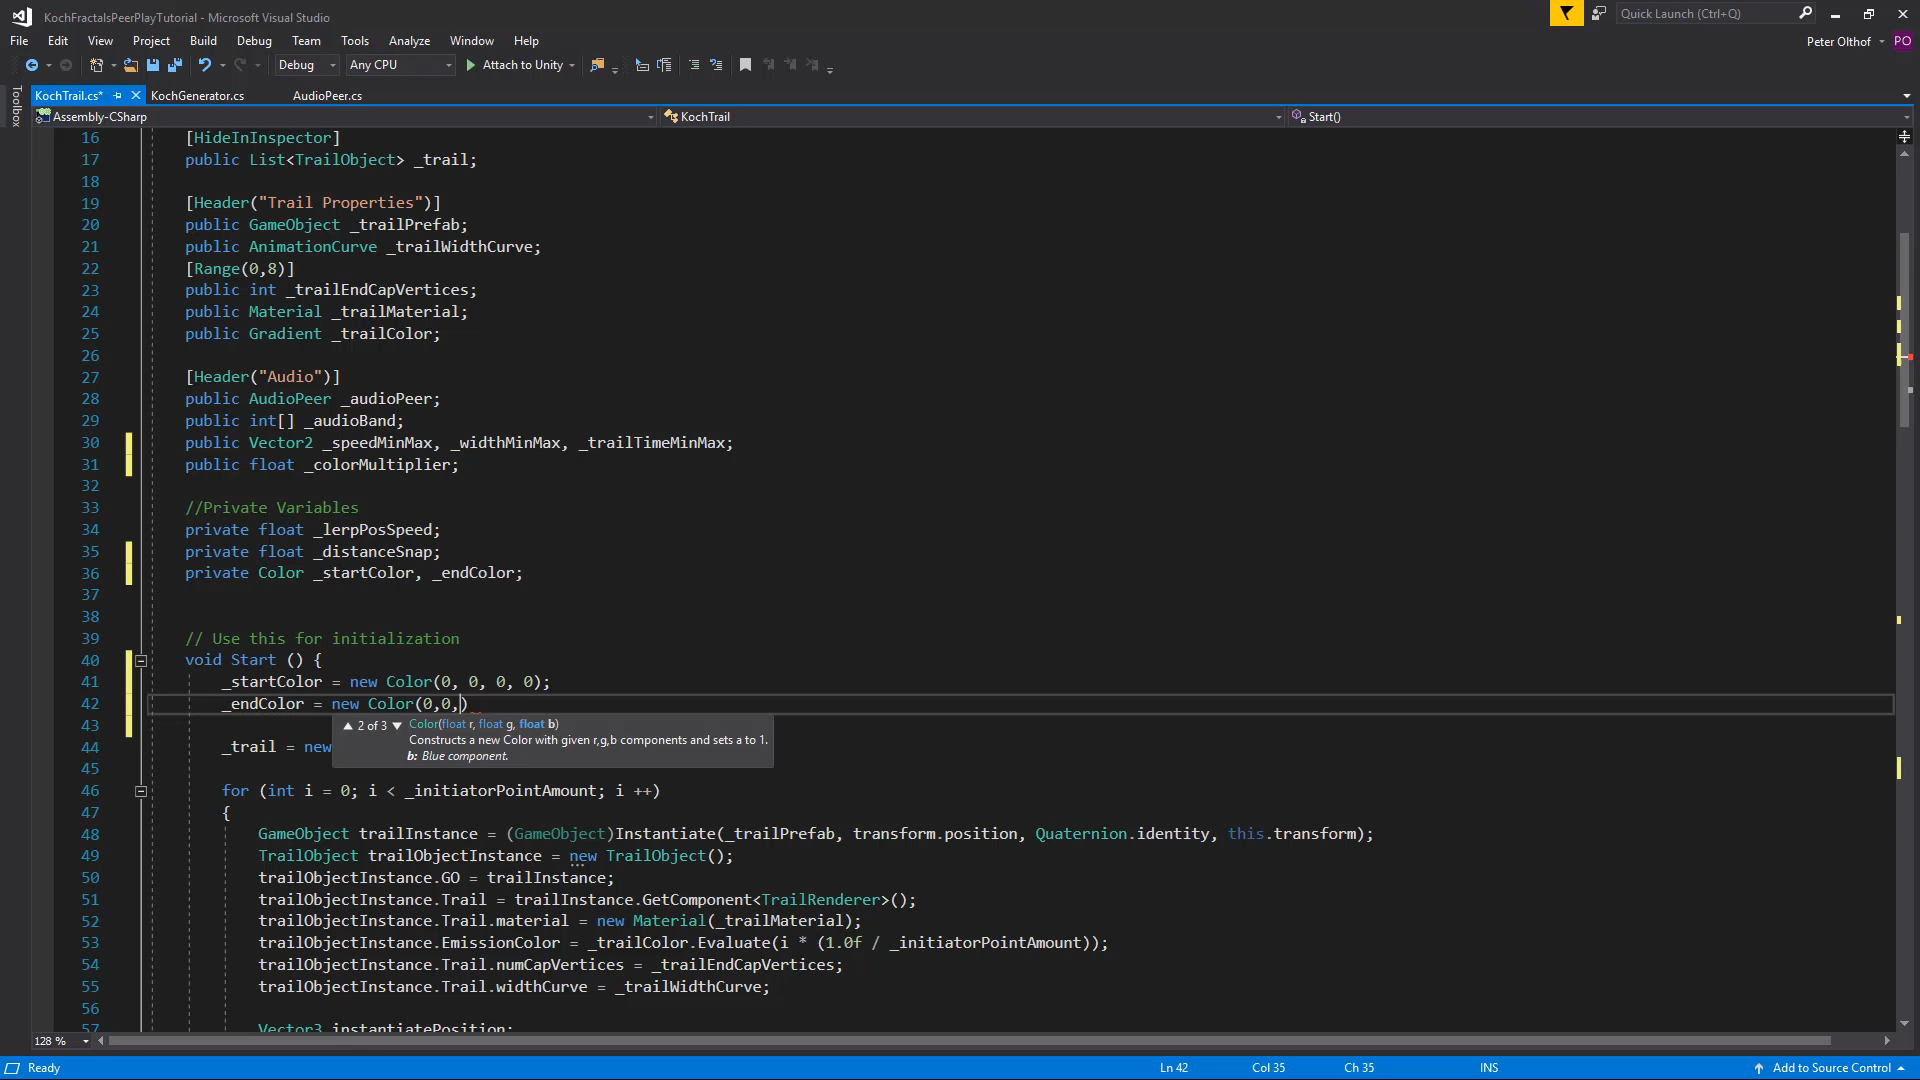 KochFractalsPeerPlayTutorial - Microsoft Visual Studio
Quick Launch (Ctrl+Q)
File Edit View Project Build Debug Team Tools Analyze Window Help
Peter Olthof PO
Debug Any CPU Attach to Unity
Toolbox
KochTrail.cs* KochGenerator.cs AudioPeer.cs
Assembly-CSharp KochTrail Start()
16 [HideInInspector]
17 public List<TrailObject> _trail;
18
19 [Header("Trail Properties")]
20 public GameObject _trailPrefab;
21 public AnimationCurve _trailWidthCurve;
22 [Range(0,8)]
23 public int _trailEndCapVertices;
24 public Material _trailMaterial;
25 public Gradient _trailColor;
26
27 [Header("Audio")]
28 public AudioPeer _audioPeer;
29 public int[] _audioBand;
30 public Vector2 _speedMinMax, _widthMinMax, _trailTimeMinMax;
31 public float _colorMultiplier;
32
33 //Private Variables
34 private float _lerpPosSpeed;
35 private float _distanceSnap;
36 private Color _startColor, _endColor;
37
38
39 // Use this for initialization
40 void Start () {
41 _startColor = new Color(0, 0, 0, 0);
42 _endColor = new Color(0,0,)
43 2 of 3 Color(float r, float g, float b)
Constructs a new Color with given r,g,b components and sets a to 1.
44 _trail = new
b: Blue component.
45
46 for (int i = 0; i < _initiatorPointAmount; i ++)
47 {
48 GameObject trailInstance = (GameObject)Instantiate(_trailPrefab, transform.position, Quaternion.identity, this.transform);
49 TrailObject trailObjectInstance = new TrailObject();
50 trailObjectInstance.GO = trailInstance;
51 trailObjectInstance.Trail = trailInstance.GetComponent<TrailRenderer>();
52 trailObjectInstance.Trail.material = new Material(_trailMaterial);
53 trailObjectInstance.EmissionColor = _trailColor.Evaluate(i * (1.0f / _initiatorPointAmount));
54 trailObjectInstance.Trail.numCapVertices = _trailEndCapVertices;
55 trailObjectInstance.Trail.widthCurve = _trailWidthCurve;
56
57 Vector3 instantiatePosition;
128 %
Ready Ln 42 Col 35 Ch 35 INS Add to Source Control